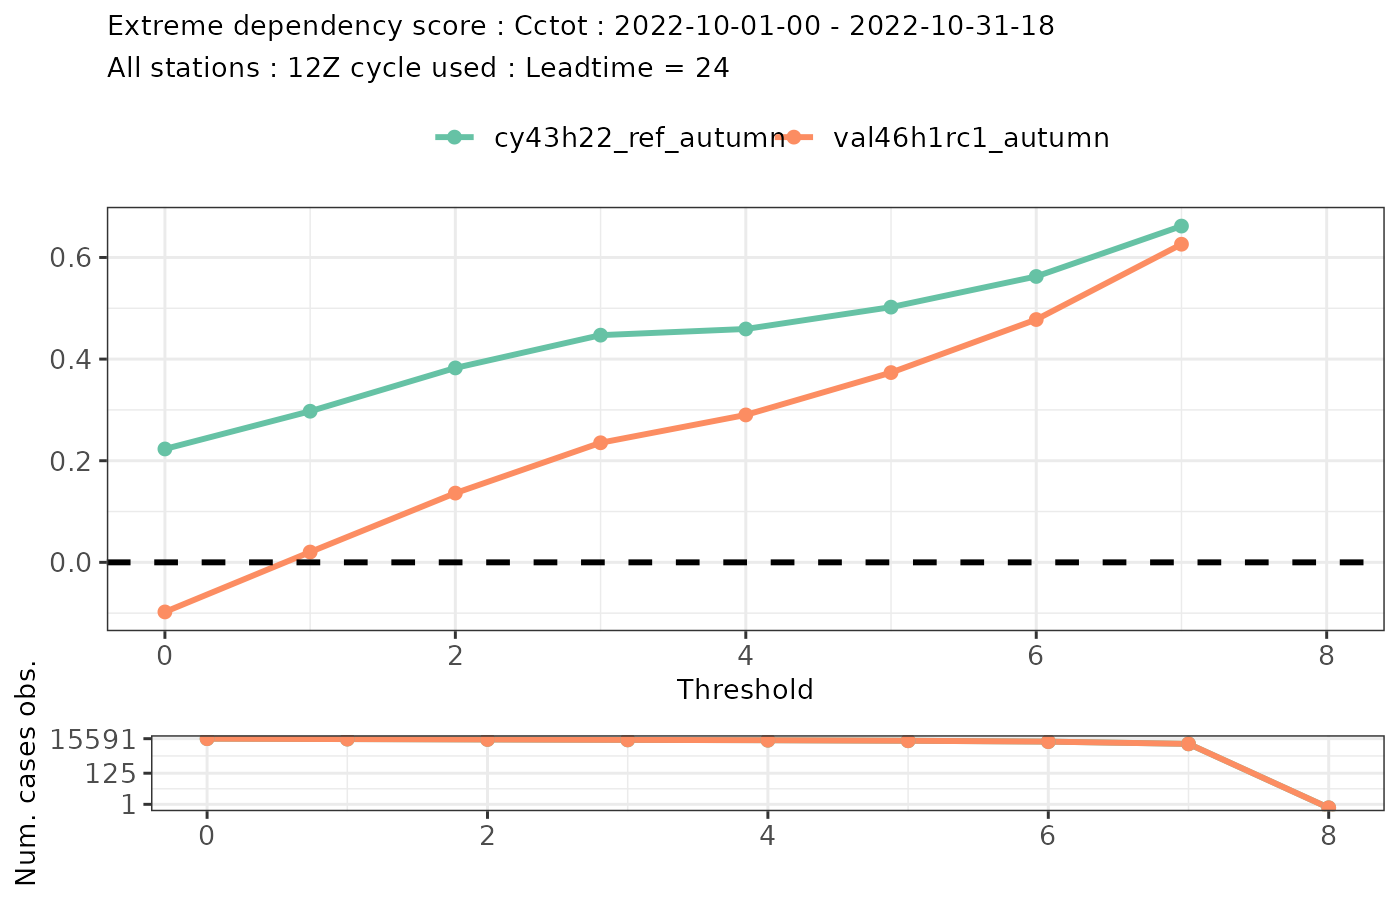 Extreme dependency score : Cctot : 2022-10-01-00 - 2022-10-31-18
All stations : 12Z cycle used : Leadtime = 24
cy43h22_ref_autumn val46h1rc1_autumn
0.6
0.4
0.2
0.0
0 2 4 6 8
Threshold
Num. cases obs.
15591
125
1
0 2 4 6 8